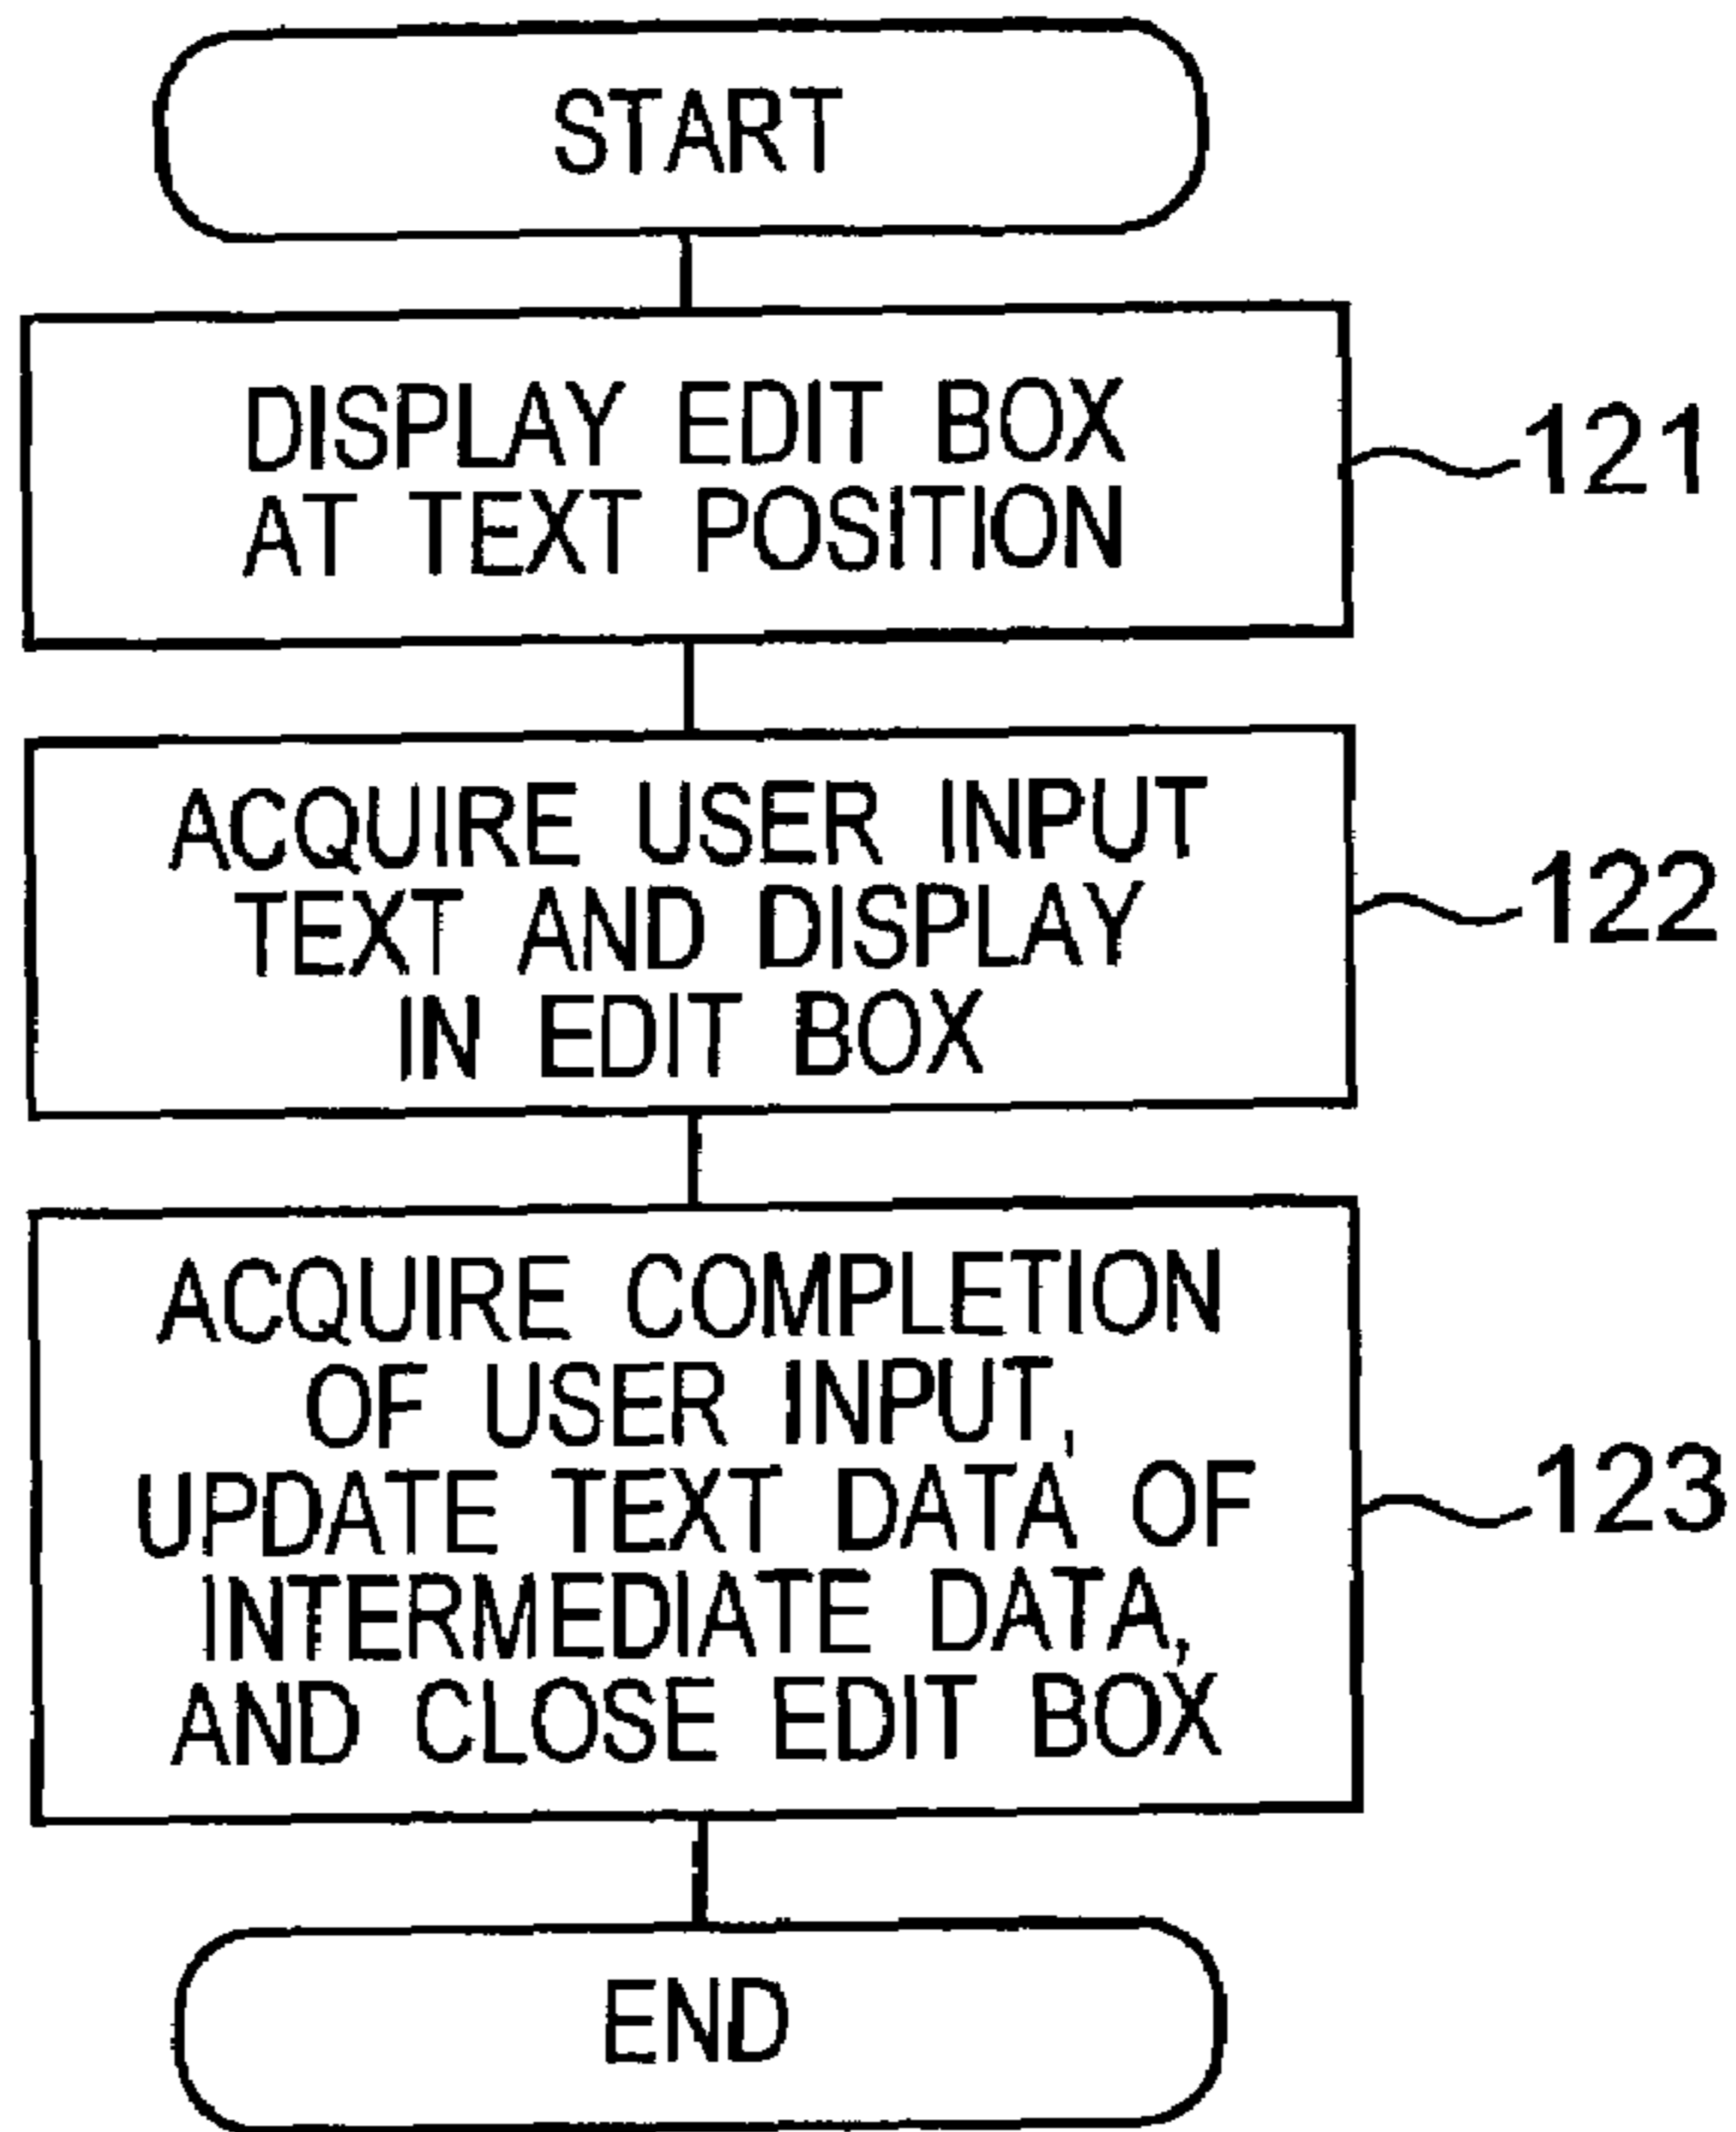 START
DISPLAY EDIT BOX
AT TEXT POSITION
121
ACQUIRE USER INPUT
TEXT AND DISPLAY
IN EDIT BOX
122
ACQUIRE COMPLETION
OF USER INPUT,
UPDATE TEXT DATA OF
INTERMEDIATE DATA,
AND CLOSE EDIT BOX
123
END